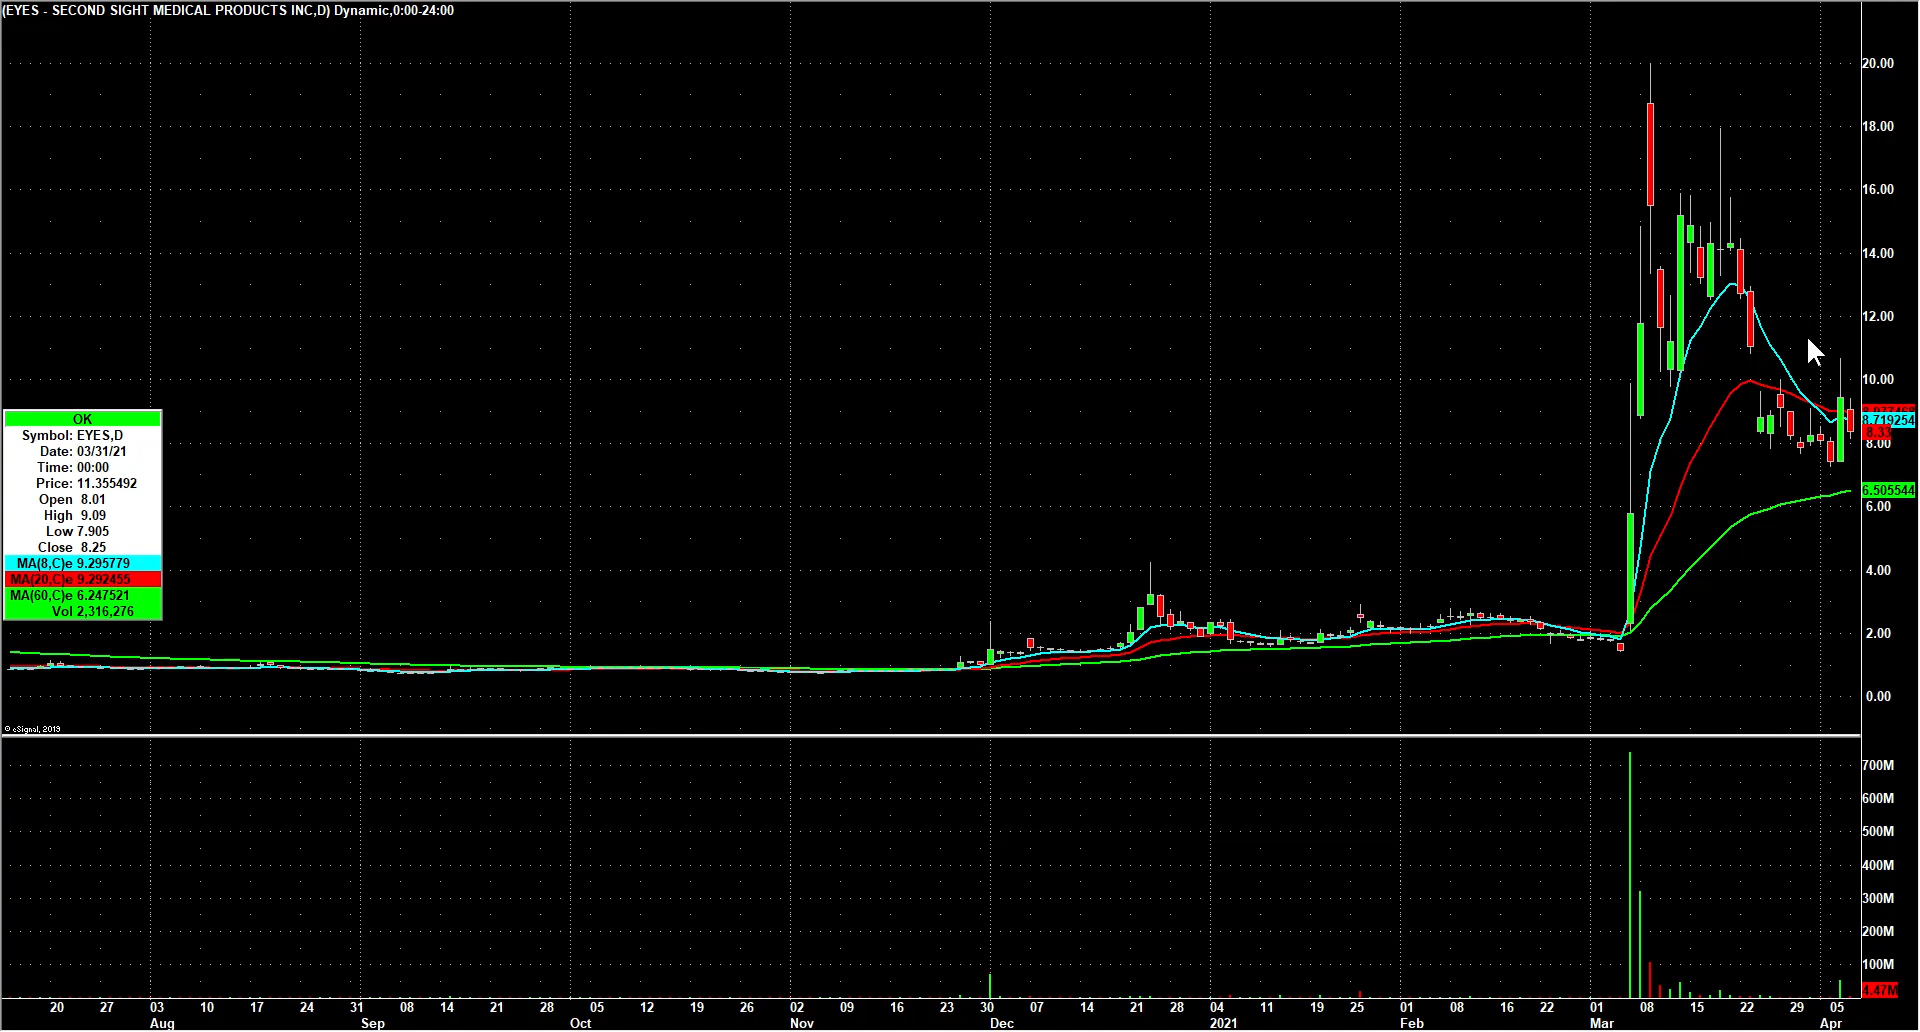 (EYES - SECOND SIGHT MEDICAL PRODUCTS INC,D) Dynamic,0:00-24:00
20.00
18.00
16.00
14.00
12.00
10.00
8.719254
8.33
8.00
6.505544
6.00
4.00
2.00
0.00
OK
Symbol: EYES,D
Date: 03/31/21
Time: 00:00
Price: 11.355492
Open 8.01
High 9.09
Low 7.905
Close 8.25
MA(8,C)e 9.295779
MA(20,C)e 9.292455
MA(60,C)e 6.247521
Vol 2,316,276
© eSignal, 2019
700M
600M
500M
400M
300M
200M
100M
4.47M
20 27 03 10 17 24 31 08 14 21 28 05 12 19 26 02 09 16 23 30 07 14 21 28 04 11 19 25 01 08 16 22 01 08 15 22 29 05
Aug Sep Oct Nov Dec 2021 Feb Mar Apr